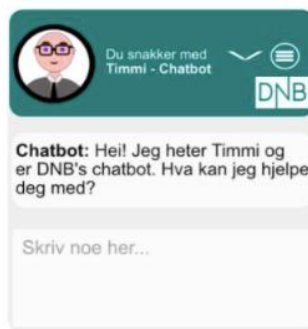 Du snakker med
Timmi - Chatbot
DNB
Chatbot: Hei! Jeg heter Timmi og
er DNB's chatbot. Hva kan jeg hjelpe
deg med?
Skriv noe her...